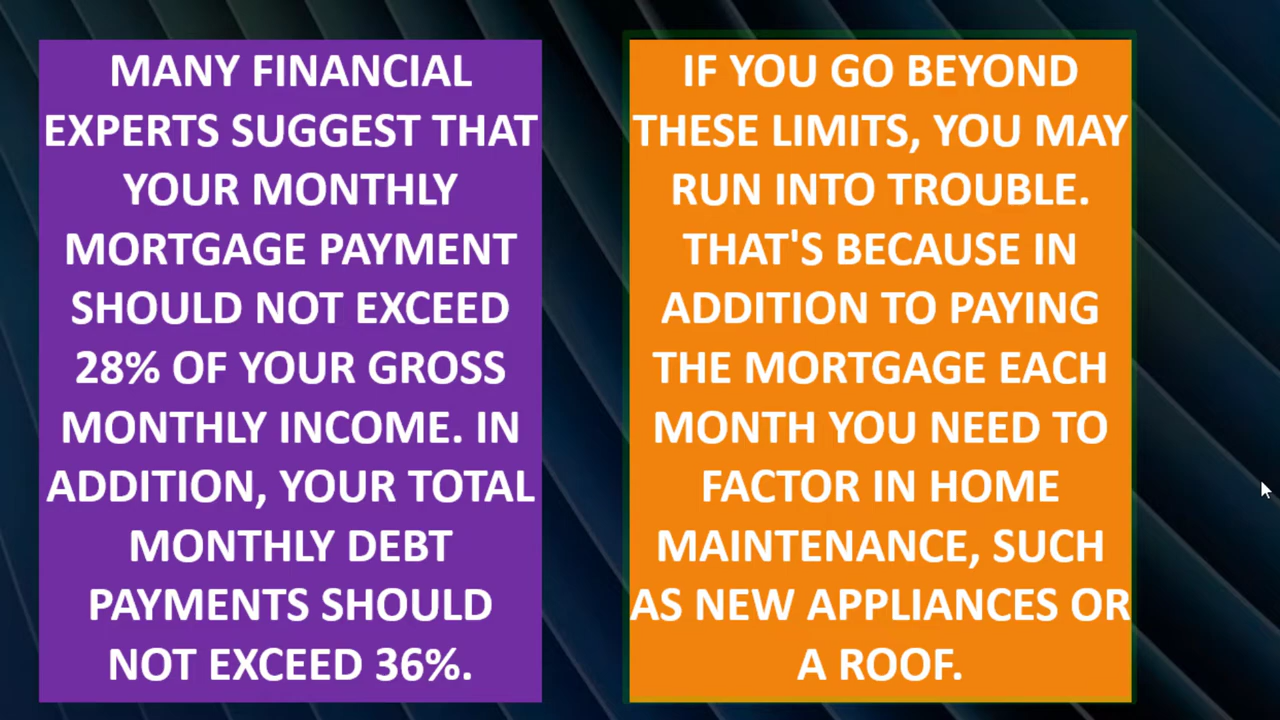 MANY FINANCIAL
EXPERTS SUGGEST THAT
YOUR MONTHLY
MORTGAGE PAYMENT
SHOULD NOT EXCEED
28% OF YOUR GROSS
MONTHLY INCOME. IN
ADDITION, YOUR TOTAL
MONTHLY DEBT
PAYMENTS SHOULD
NOT EXCEED 36%.
IF YOU GO BEYOND
THESE LIMITS, YOU MAY
RUN INTO TROUBLE.
THAT'S BECAUSE IN
ADDITION TO PAYING
THE MORTGAGE EACH
MONTH YOU NEED TO
FACTOR IN HOME
MAINTENANCE, SUCH
AS NEW APPLIANCES OR
A ROOF.